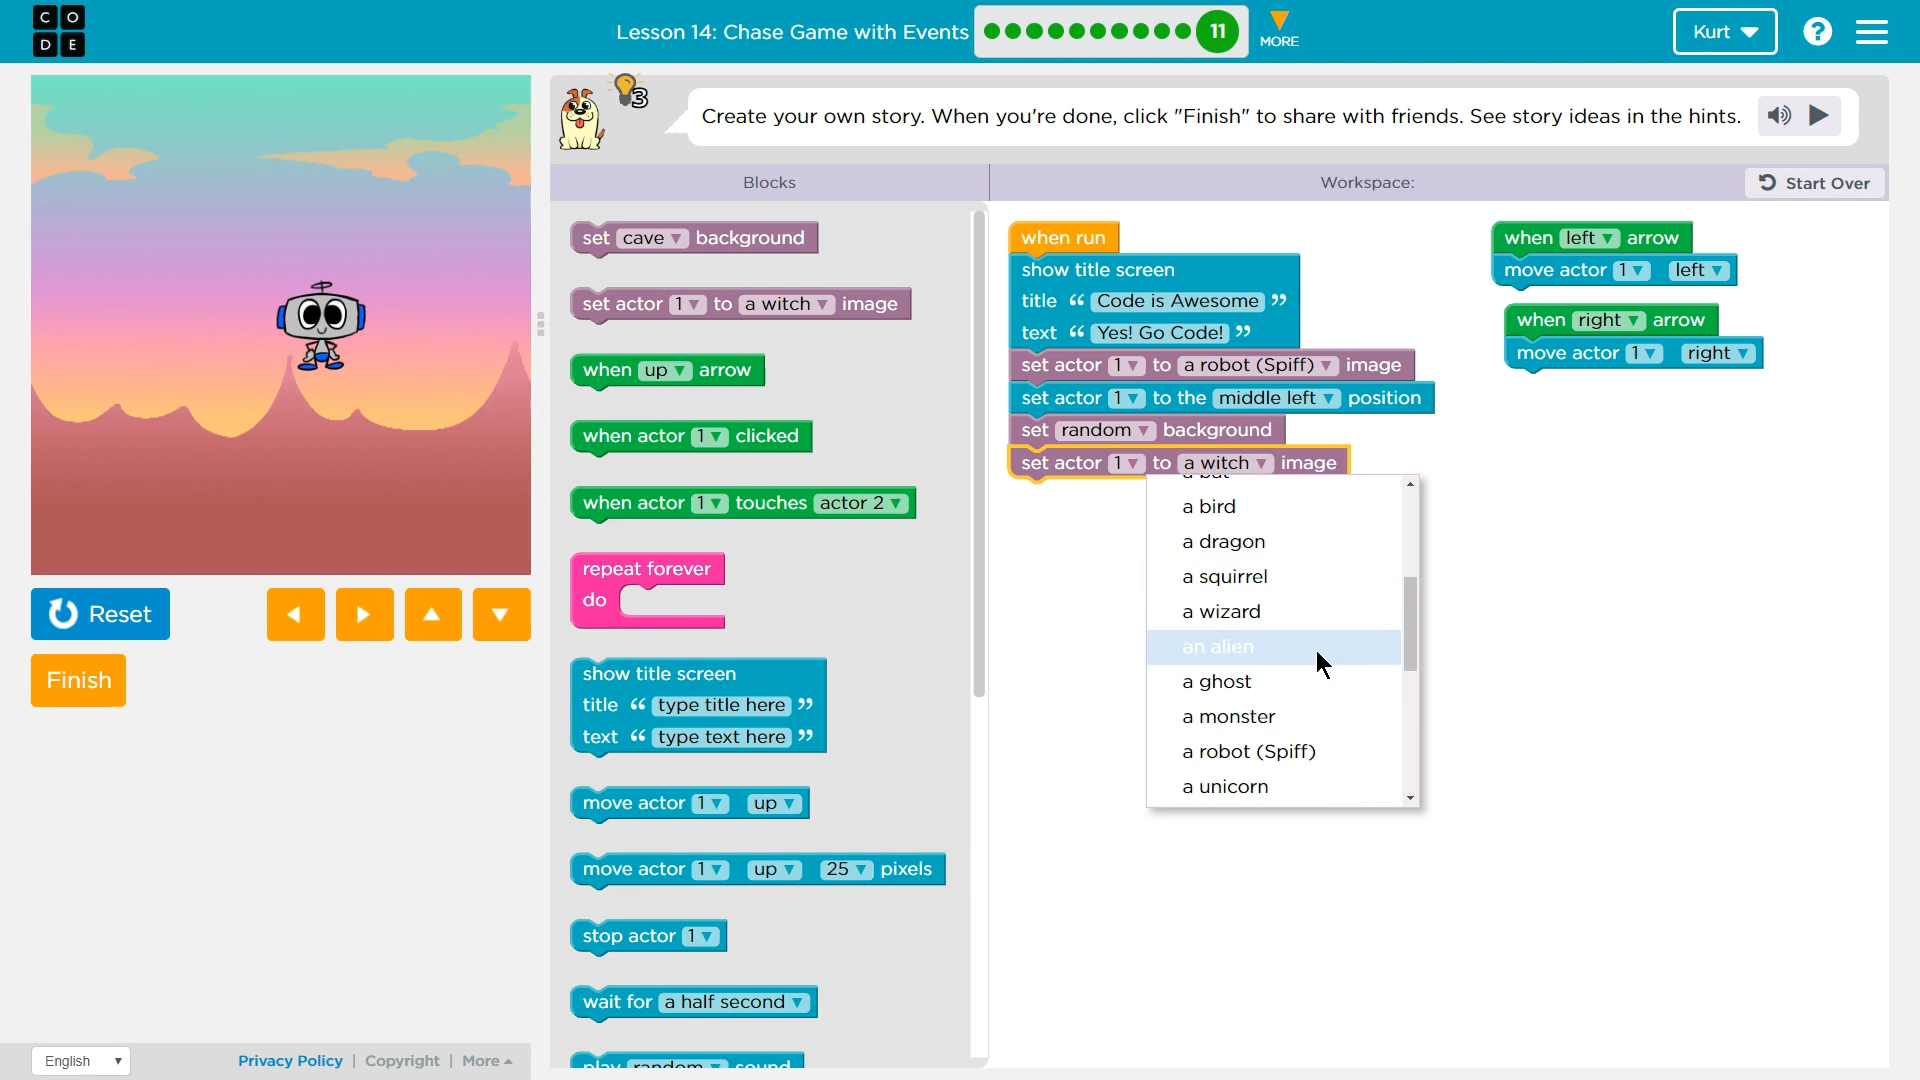 CODE
Lesson 14: Chase Game with Events
11
MORE
Kurt
?
3
Create your own story. When you're done, click "Finish" to share with friends. See story ideas in the hints.
Blocks
Workspace:
Start Over
set cave ▼ background
set actor 1 ▼ to a witch ▼ image
when up ▼ arrow
when actor 1 ▼ clicked
when actor 1 ▼ touches actor 2 ▼
repeat forever
do
show title screen
title “ type title here ”
text “ type text here ”
move actor 1 ▼ up ▼
move actor 1 ▼ up ▼ 25 ▼ pixels
stop actor 1 ▼
wait for a half second ▼
play random ▼ sound
when run
show title screen
title “ Code is Awesome ”
text “ Yes! Go Code! ”
set actor 1 ▼ to a robot (Spiff) ▼ image
set actor 1 ▼ to the middle left ▼ position
set random ▼ background
set actor 1 ▼ to a witch ▼ image
a bat
a bird
a dragon
a squirrel
a wizard
an alien
a ghost
a monster
a robot (Spiff)
a unicorn
when left ▼ arrow
move actor 1 ▼ left ▼
when right ▼ arrow
move actor 1 ▼ right ▼
Reset
Finish
English
Privacy Policy | Copyright | More